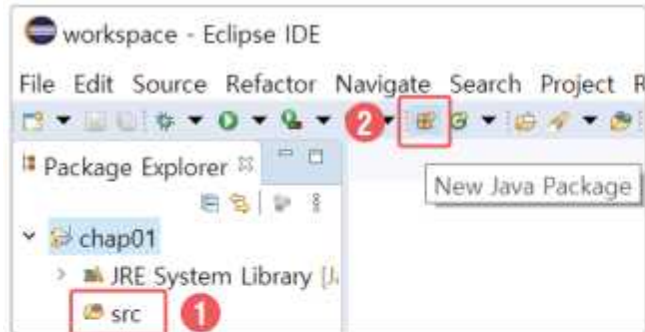 workspace - Eclipse IDE
File Edit Source Refactor Navigate Search Project R
2
Package Explorer
New Java Package
chap01
JRE System Library [Ja
src 1